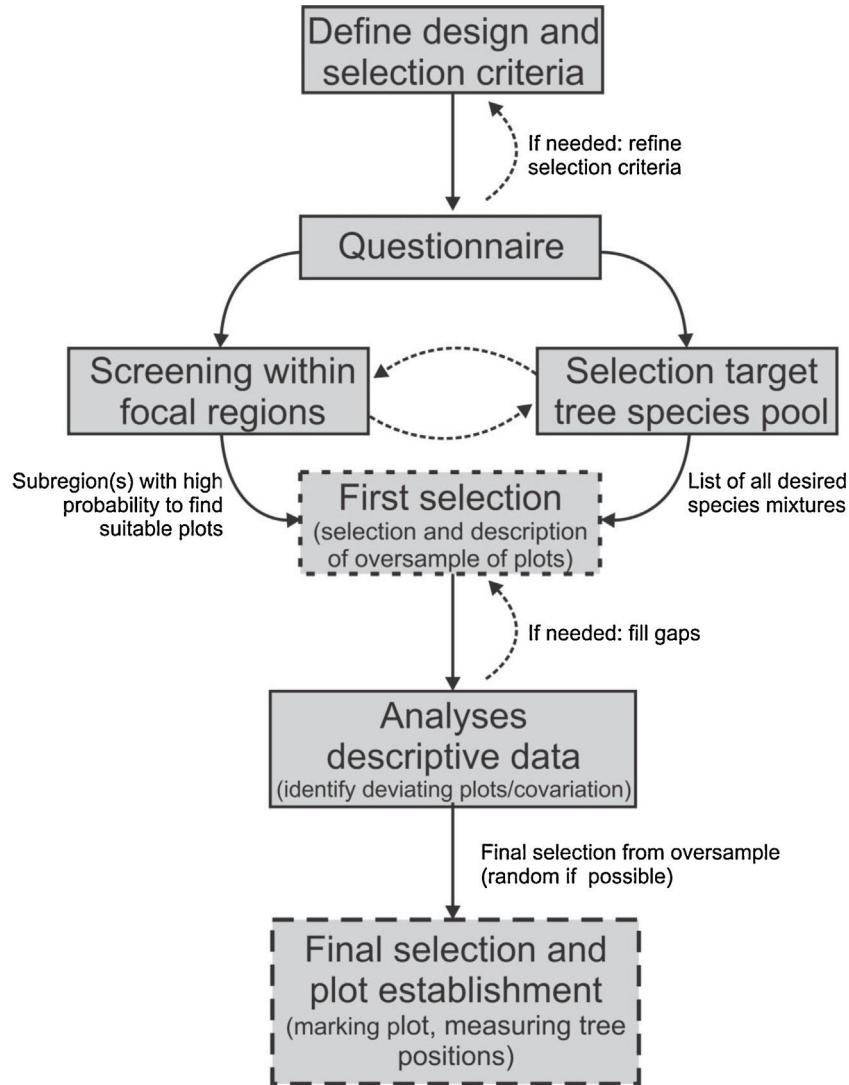 Define design and
selection criteria
If needed: refine
selection criteria
Questionnaire
Screening within
focal regions
Selection target
tree species pool
Subregion(s) with high
probability to find
suitable plots
List of all desired
species mixtures
First selection
(selection and description
of oversample of plots)
If needed: fill gaps
Analyses
descriptive data
(identify deviating plots/covariation)
Final selection from oversample
(random if possible)
Final selection and
plot establishment
(marking plot, measuring tree
positions)